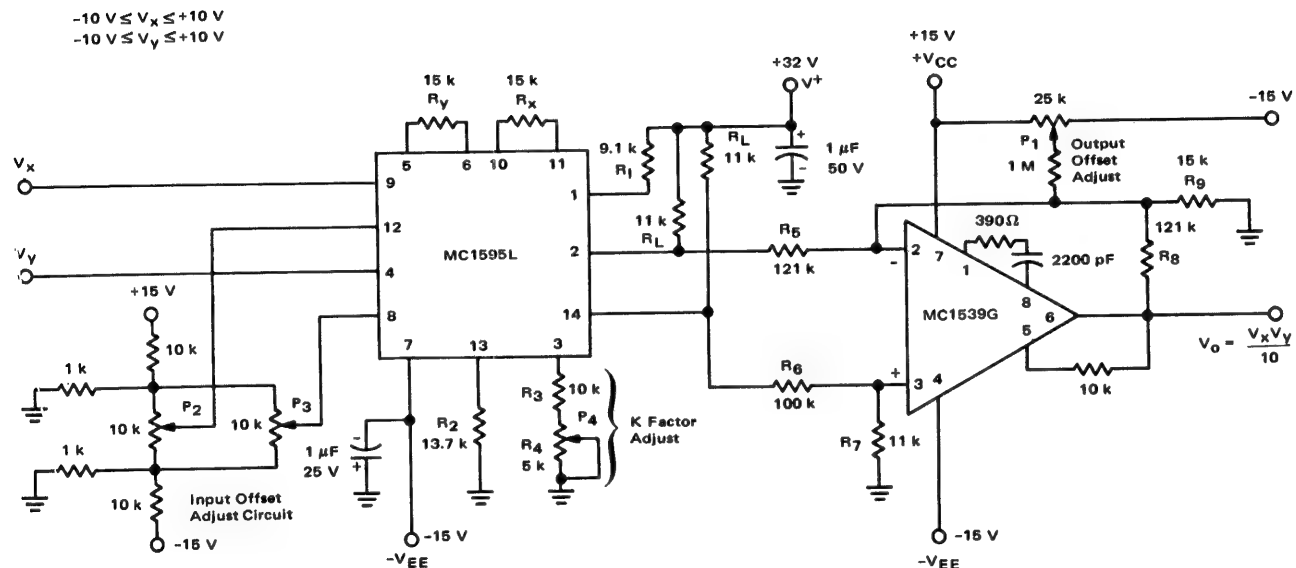 -10 V ≤ Vx ≤ +10 V
-10 V ≤ Vy ≤ +10 V
+15 V
+VCC
+32 V
V+
15 k
Ry
15 k
Rx
25 k
-15 V
P1
Output
Offset
Adjust
1 M
9.1 k
RI
RL
11 k
1 μF
50 V
+
-
15 k
R9
5
6
10
11
Vx
9
1
12
11 k
RL
R5
121 k
390Ω
121 k
R8
2200 pF
2
7
1
-
8
Vy
4
MC1595L
2
+15 V
8
14
MC1539G
6
5
Vo = VxVy
10
10 k
7
13
3
1 k
R6
100 k
+
3
4
10 k
R3
10 k
P2
P3
10 k
10 k
P4
K Factor
Adjust
R2
13.7 k
R4
5 k
R7
11 k
1 k
1 μF
25 V
-
+
10 k
Input Offset
Adjust Circuit
-15 V
-15 V
-VEE
-15 V
-VEE